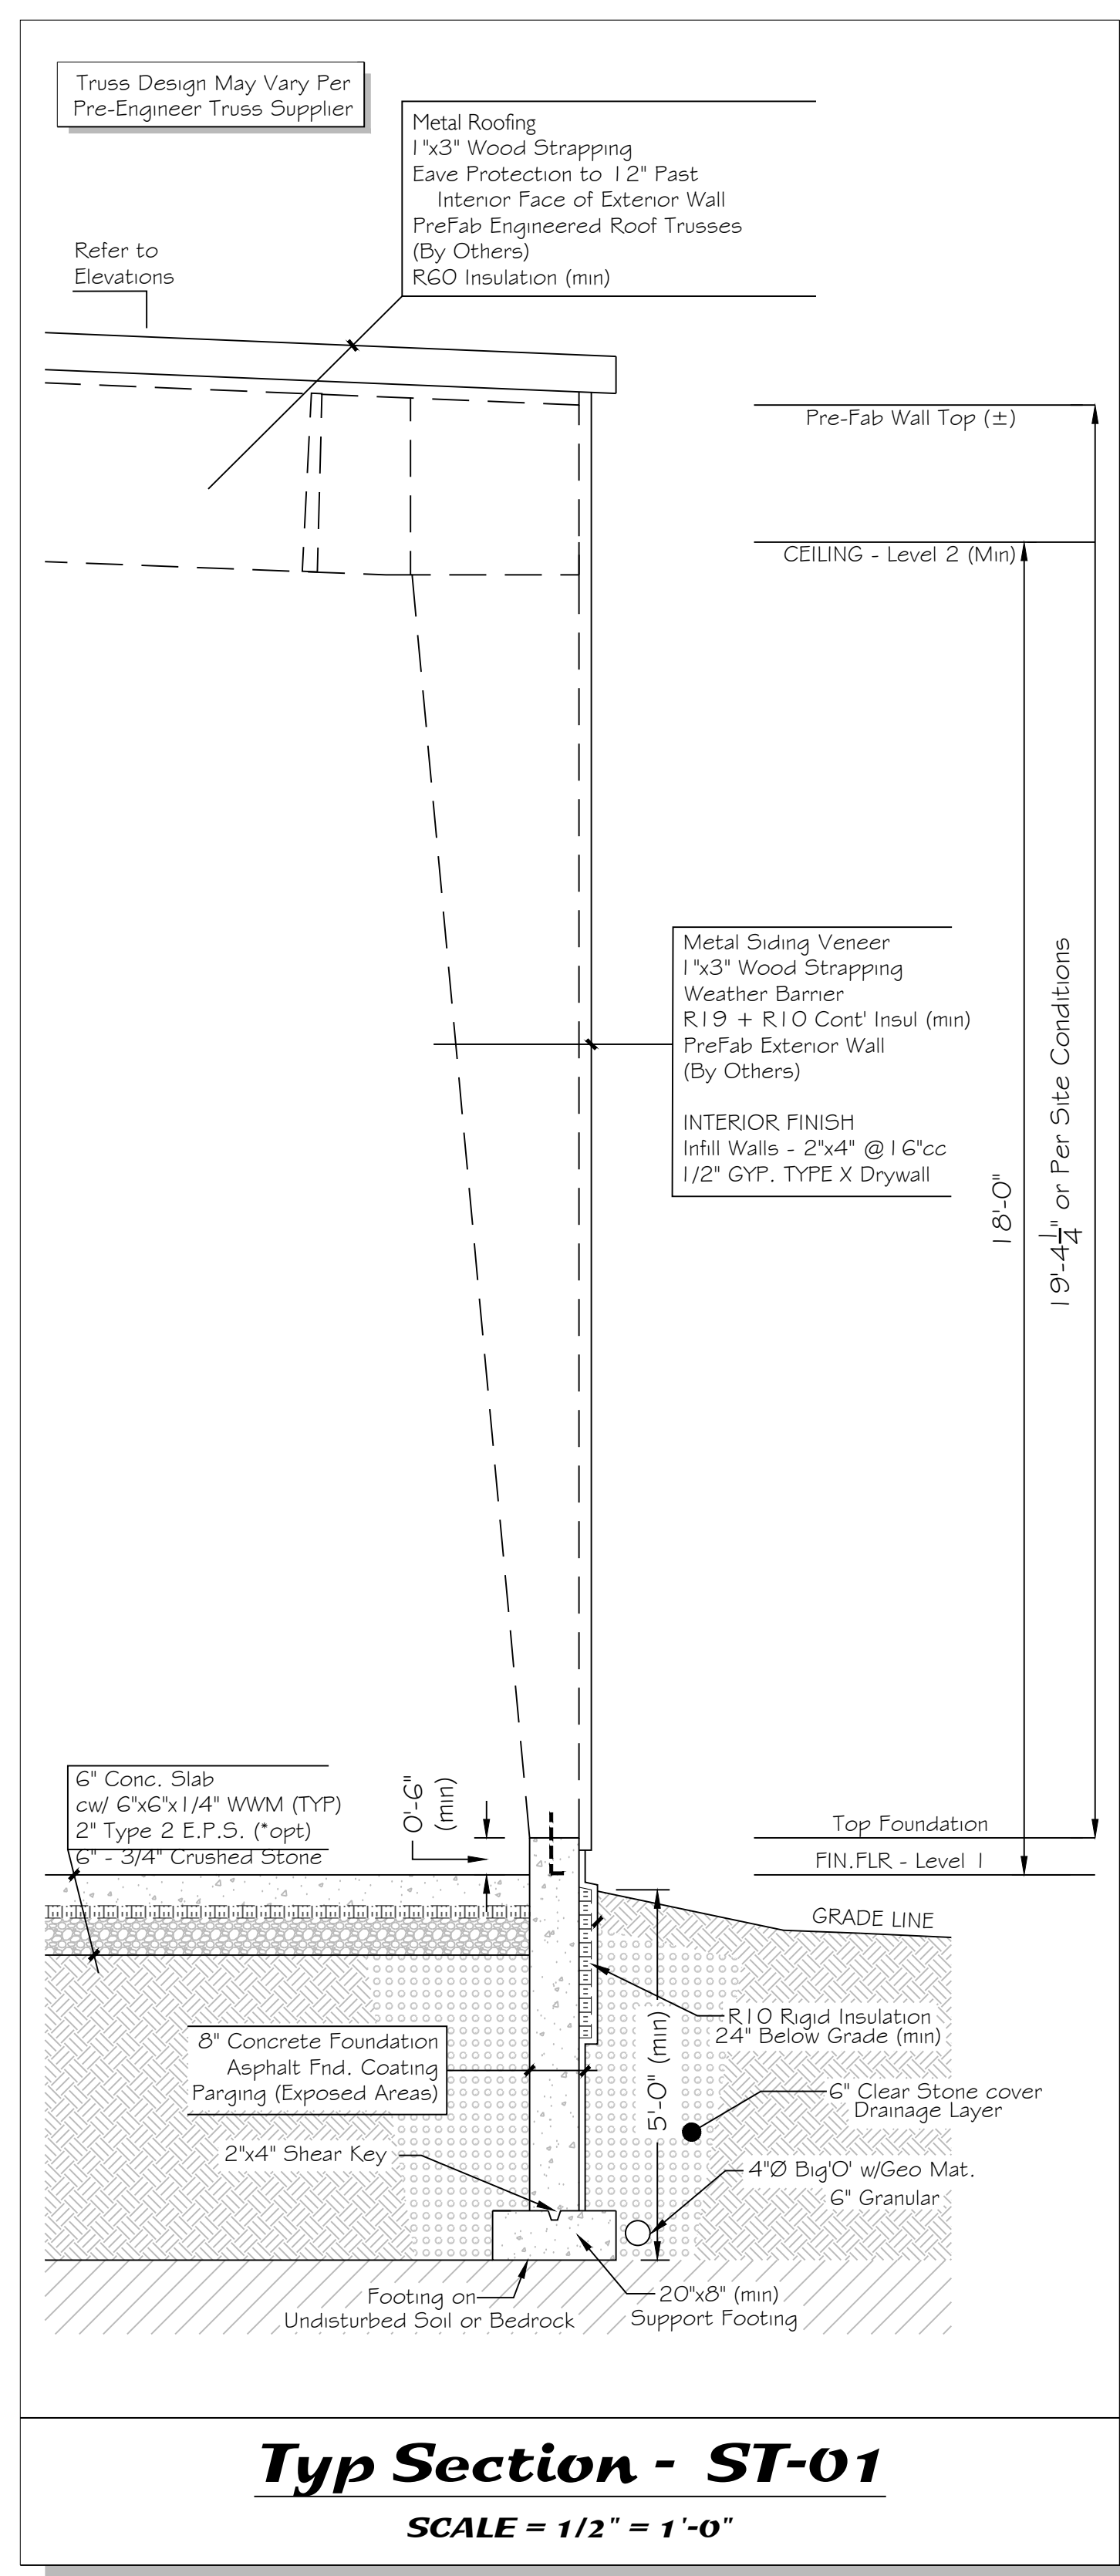 Truss Design May Vary Per
Pre-Engineer Truss Supplier
Metal Roofing
1"x3" Wood Strapping
Eave Protection to 12" Past
Interior Face of Exterior Wall
PreFab Engineered Roof Trusses
(By Others)
R60 Insulation (min)
Refer to
Elevations
Pre-Fab Wall Top (±)
CEILING - Level 2 (Min)
Metal Siding Veneer
1"x3" Wood Strapping
Weather Barrier
R19 + R10 Cont' Insul (min)
PreFab Exterior Wall
(By Others)
INTERIOR FINISH
Infill Walls - 2"x4" @16"cc
1/2" GYP. TYPE X Drywall
18'-0"
19'-4 1/4" or Per Site Conditions
6" Conc. Slab
cw/ 6"x6"x1/4" WWM (TYP)
2" Type 2 E.P.S. (*opt)
6" - 3/4" Crushed Stone
0'-6"
(min)
Top Foundation
FIN.FLR - Level 1
GRADE LINE
R10 Rigid Insulation
24" Below Grade (min)
8" Concrete Foundation
Asphalt Fnd. Coating
Parging (Exposed Areas)
5'-0" (min)
6" Clear Stone cover
Drainage Layer
2"x4" Shear Key
4"Ø Big'O' w/Geo Mat.
6" Granular
Footing on
Undisturbed Soil or Bedrock
20"x8" (min)
Support Footing
Typ Section - ST-01
SCALE = 1/2" = 1'-0"